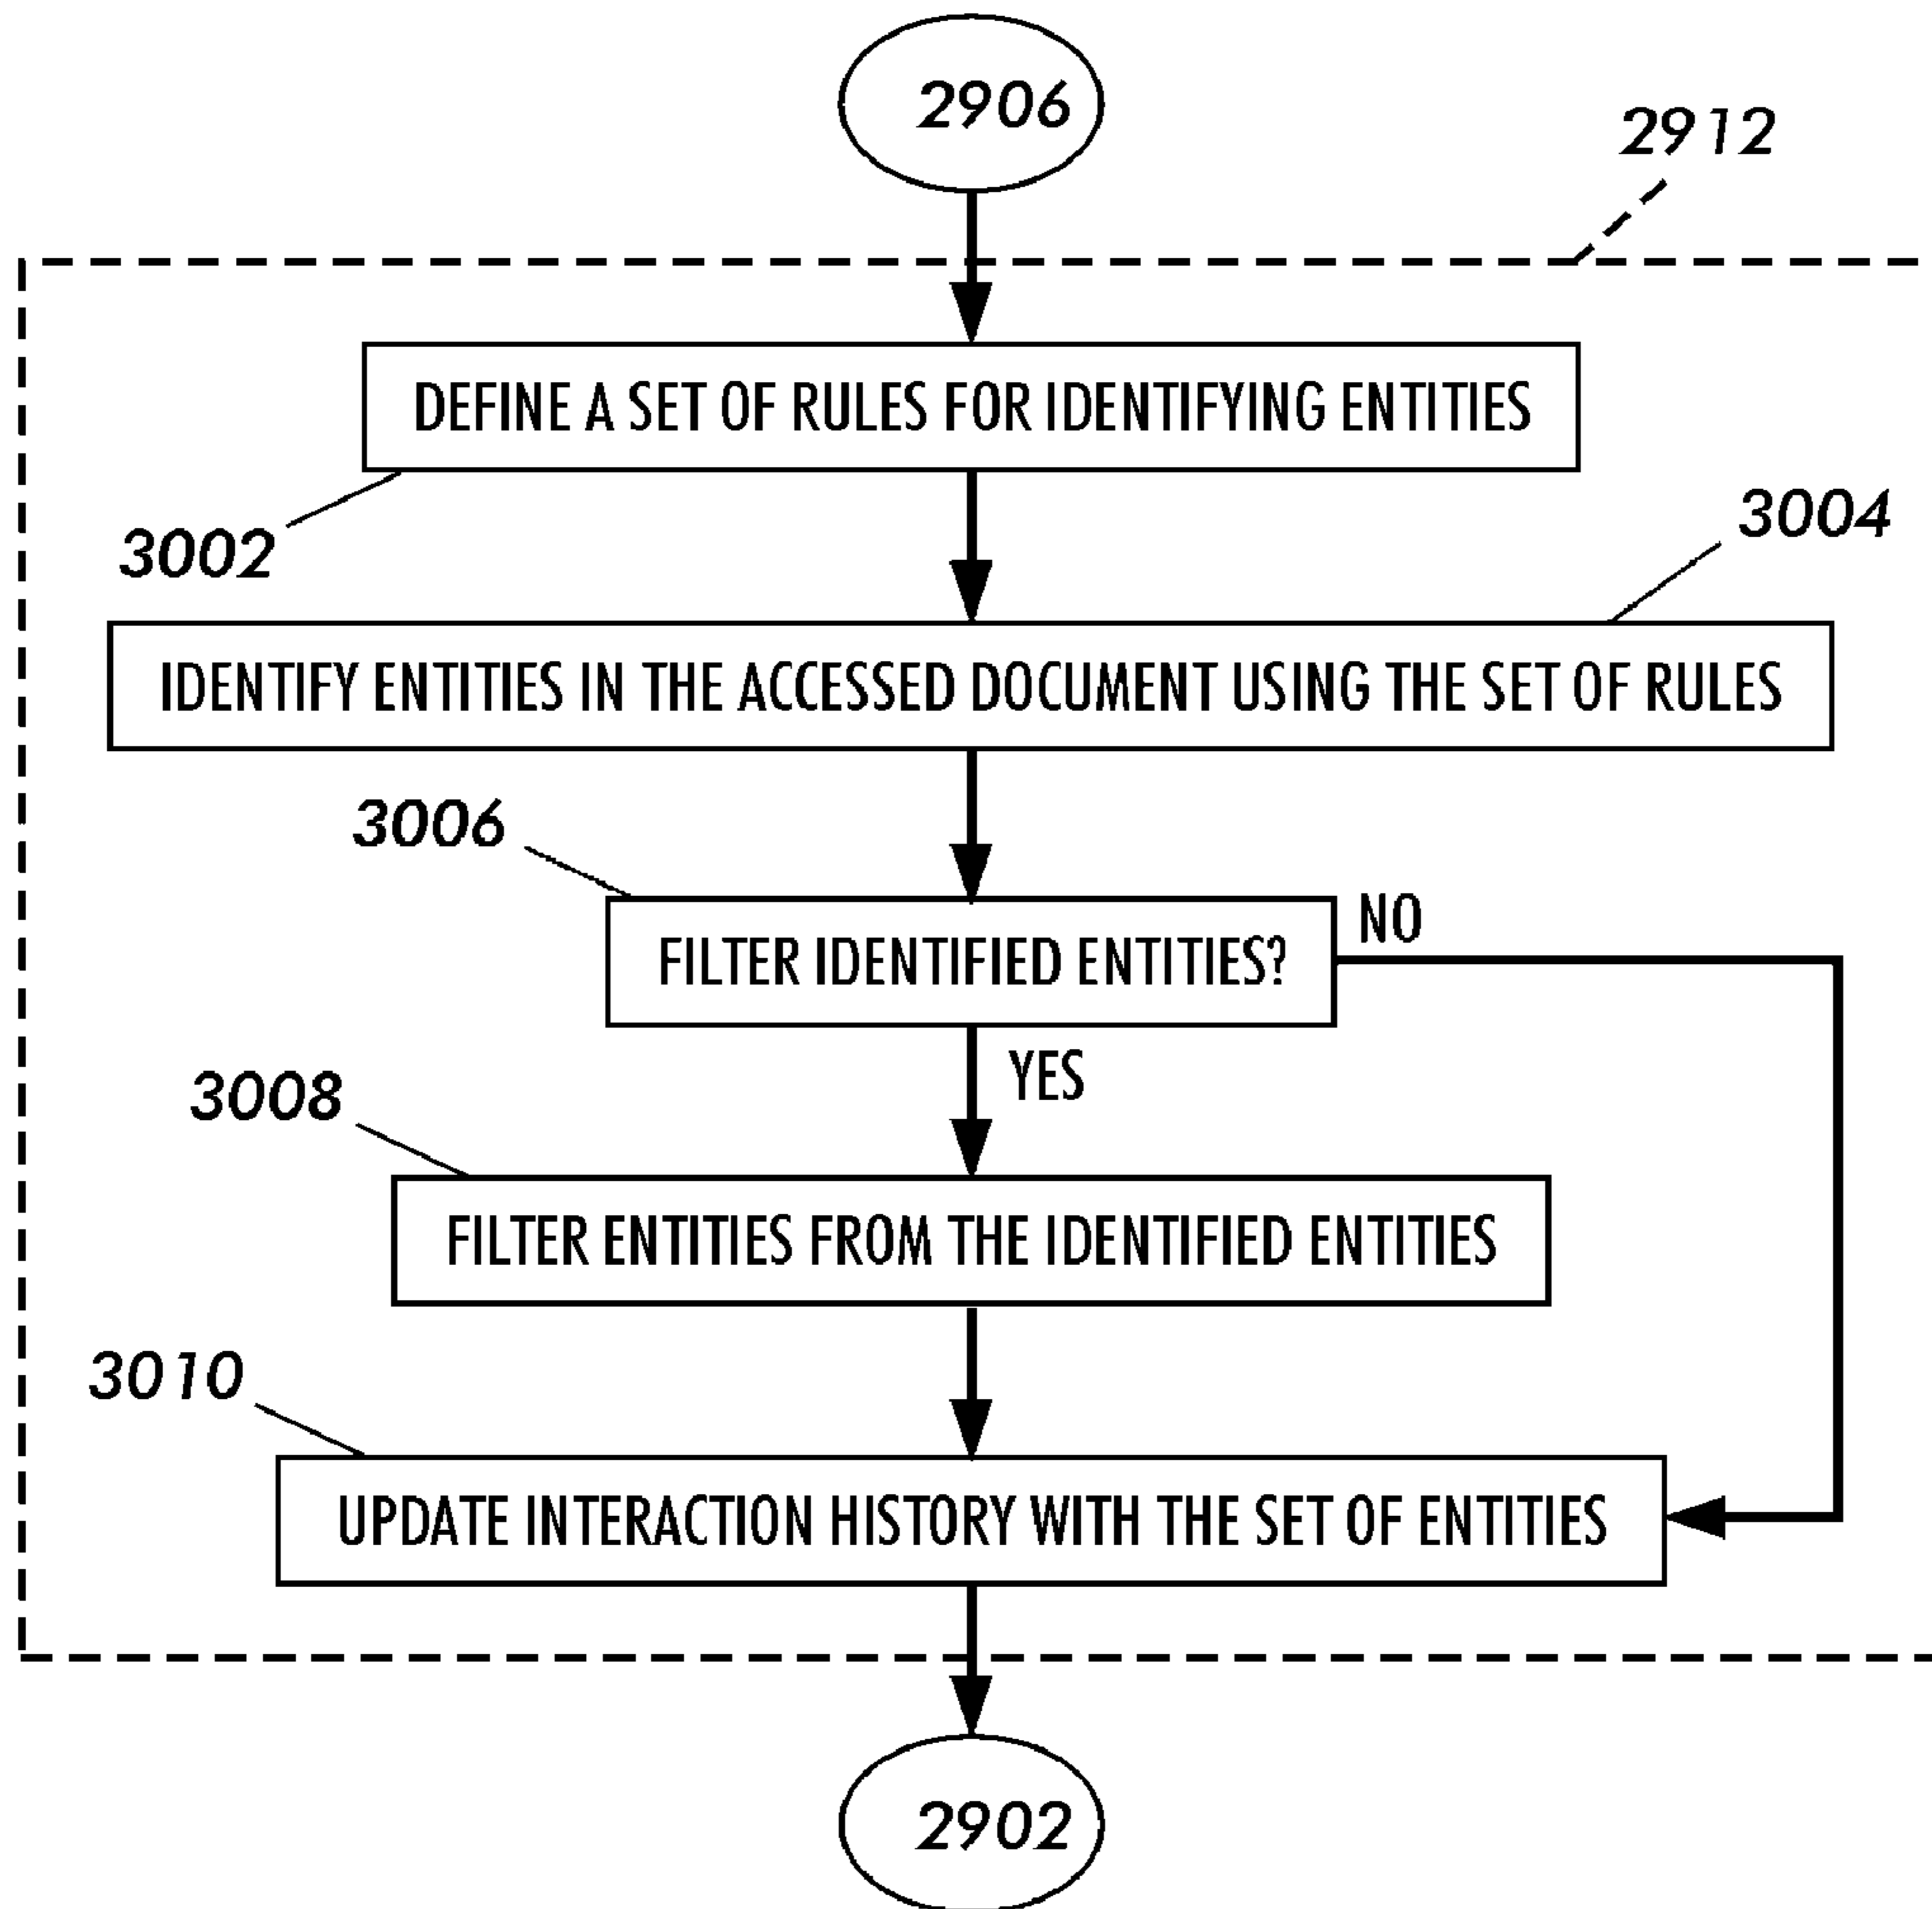 2906
2912
DEFINE A SET OF RULES FOR IDENTIFYING ENTITIES
3002
3004
IDENTIFY ENTITIES IN THE ACCESSED DOCUMENT USING THE SET OF RULES
3006
FILTER IDENTIFIED ENTITIES?
NO
YES
3008
FILTER ENTITIES FROM THE IDENTIFIED ENTITIES
3010
UPDATE INTERACTION HISTORY WITH THE SET OF ENTITIES
2902